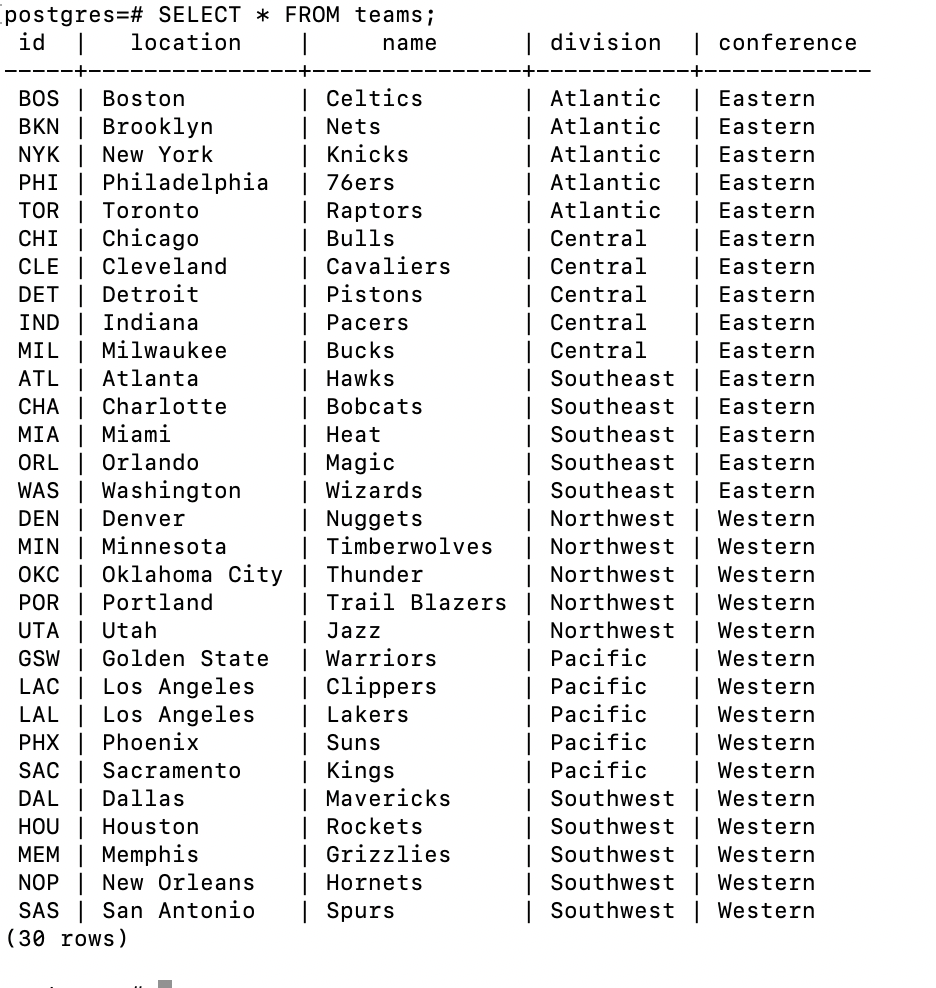 postgres=# SELECT * FROM teams;
 id  |   location    |     name      | division  | conference
-----+---------------+---------------+-----------+------------
 BOS | Boston        | Celtics       | Atlantic  | Eastern
 BKN | Brooklyn      | Nets          | Atlantic  | Eastern
 NYK | New York      | Knicks        | Atlantic  | Eastern
 PHI | Philadelphia  | 76ers         | Atlantic  | Eastern
 TOR | Toronto       | Raptors       | Atlantic  | Eastern
 CHI | Chicago       | Bulls         | Central   | Eastern
 CLE | Cleveland     | Cavaliers     | Central   | Eastern
 DET | Detroit       | Pistons       | Central   | Eastern
 IND | Indiana       | Pacers        | Central   | Eastern
 MIL | Milwaukee     | Bucks         | Central   | Eastern
 ATL | Atlanta       | Hawks         | Southeast | Eastern
 CHA | Charlotte     | Bobcats       | Southeast | Eastern
 MIA | Miami         | Heat          | Southeast | Eastern
 ORL | Orlando       | Magic         | Southeast | Eastern
 WAS | Washington    | Wizards       | Southeast | Eastern
 DEN | Denver        | Nuggets       | Northwest | Western
 MIN | Minnesota     | Timberwolves  | Northwest | Western
 OKC | Oklahoma City | Thunder       | Northwest | Western
 POR | Portland      | Trail Blazers | Northwest | Western
 UTA | Utah          | Jazz          | Northwest | Western
 GSW | Golden State  | Warriors      | Pacific   | Western
 LAC | Los Angeles   | Clippers      | Pacific   | Western
 LAL | Los Angeles   | Lakers        | Pacific   | Western
 PHX | Phoenix       | Suns          | Pacific   | Western
 SAC | Sacramento    | Kings         | Pacific   | Western
 DAL | Dallas        | Mavericks     | Southwest | Western
 HOU | Houston       | Rockets       | Southwest | Western
 MEM | Memphis       | Grizzlies     | Southwest | Western
 NOP | New Orleans   | Hornets       | Southwest | Western
 SAS | San Antonio   | Spurs         | Southwest | Western
(30 rows)